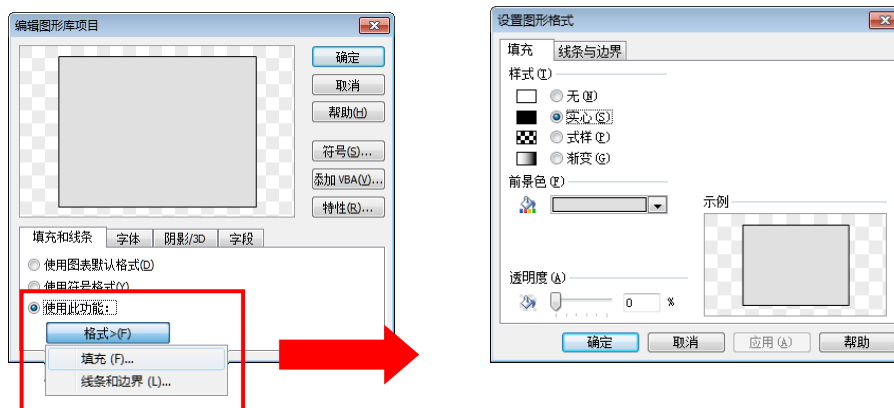 编辑图形库项目
确定
取消
帮助(H)
符号(S)...
添加 VBA(V)...
特性(R)...
填充和线条 字体 阴影/3D 字段
使用图表默认格式(D)
使用符号格式(Y)
使用此功能:
格式>(F)
填充 (F)...
线条和边界 (L)...
设置图形格式
填充 线条与边界
样式(T)
无(N)
实心(S)
式样(P)
渐变(G)
前景色(F)
示例
透明度(A)
0 %
确定 取消 应用(A) 帮助